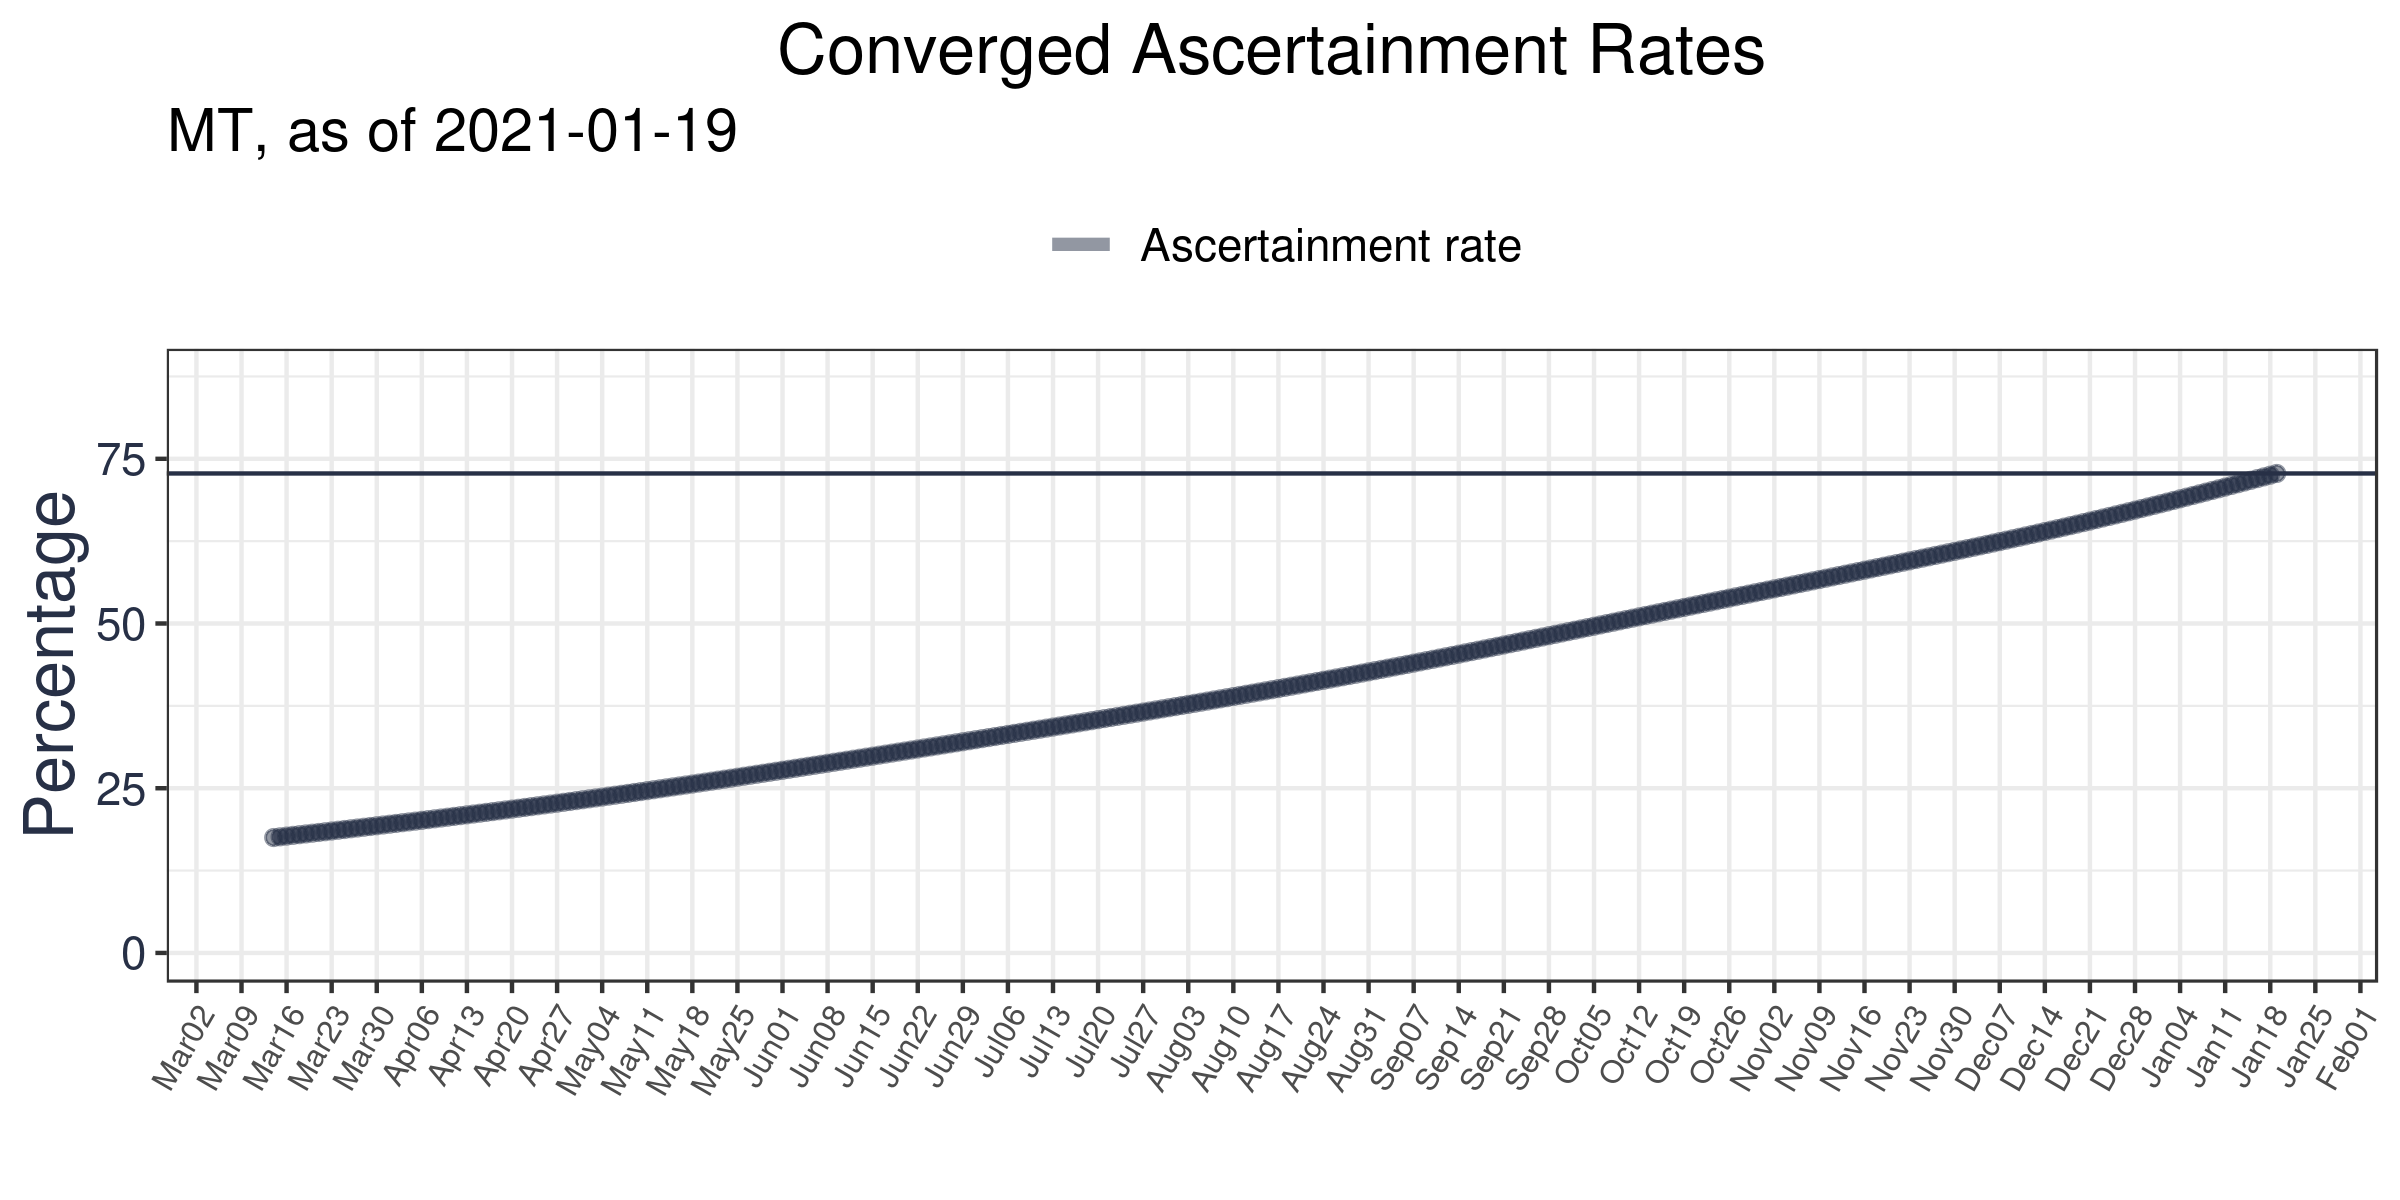 Converged Ascertainment Rates
MT, as of 2021-01-19
Ascertainment rate
Percentage
75
50
25
0
Mar02 Mar09 Mar16 Mar23 Mar30 Apr06 Apr13 Apr20 Apr27 May04 May11 May18 May25 Jun01 Jun08 Jun15 Jun22 Jun29 Jul06 Jul13 Jul20 Jul27 Aug03 Aug10 Aug17 Aug24 Aug31 Sep07 Sep14 Sep21 Sep28 Oct05 Oct12 Oct19 Oct26 Nov02 Nov09 Nov16 Nov23 Nov30 Dec07 Dec14 Dec21 Dec28 Jan04 Jan11 Jan18 Jan25 Feb01